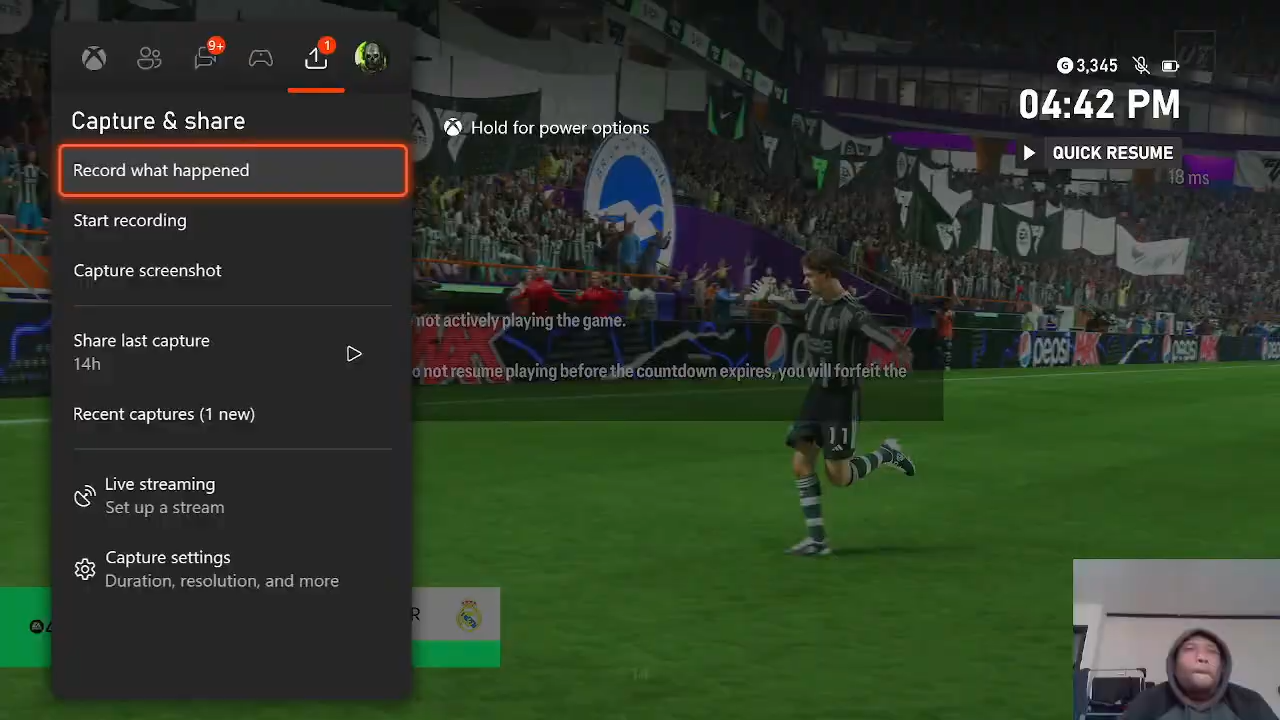 9+
1
G 3,345
04:42 PM
Capture & share
Hold for power options
Record what happened
QUICK RESUME
18 ms
Start recording
Capture screenshot
not actively playing the game.
Share last capture
14h
o not resume playing before the countdown expires, you will forfeit the
pepsi
pepsi
pepsi
Recent captures (1 new)
11
Live streaming
Set up a stream
Capture settings
Duration, resolution, and more
R